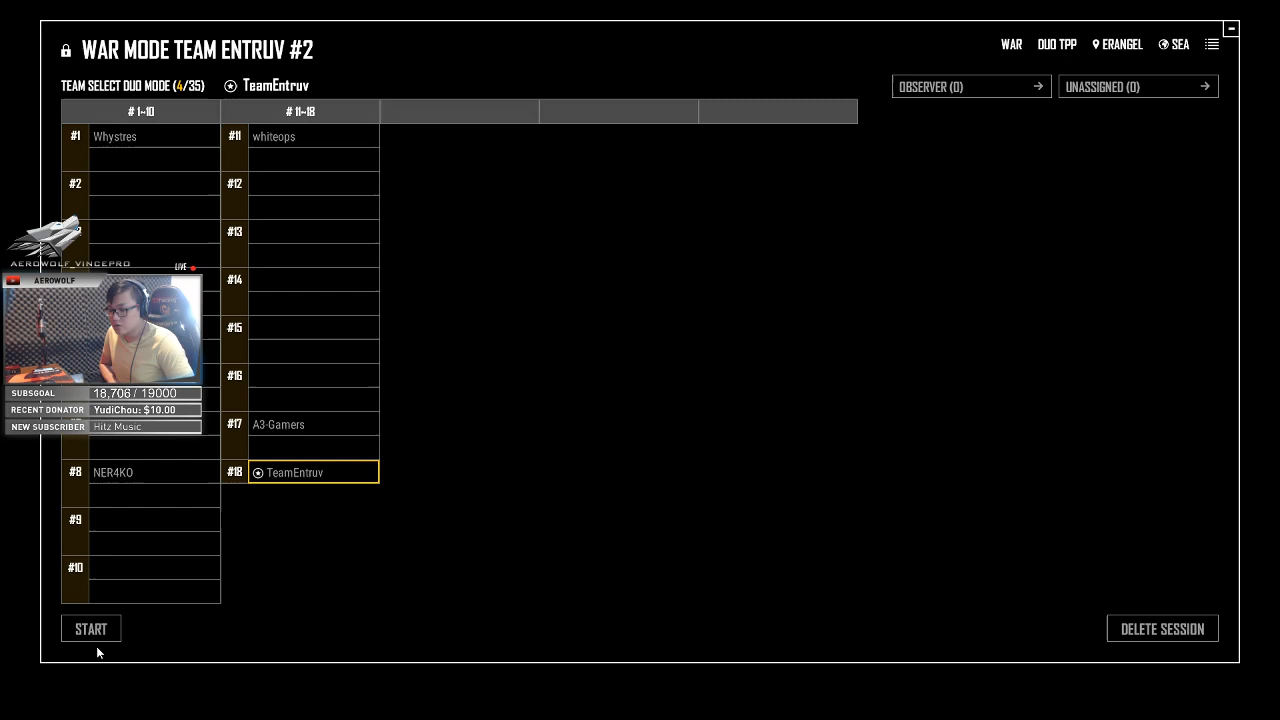 WAR MODE TEAM ENTRUV #2
WAR DUO TPP ERANGEL SEA
TEAM SELECT DUO MODE (4/35) TeamEntruv
OBSERVER (0) UNASSIGNED (0)
# 1~10 # 11~18
#1 Whystres #11 whiteops
#2 #12
#13
AEROWOLF_VINCEPRO
LIVE
AEROWOLF
#14
#15
#16
SUBSGOAL 18,706 / 19000
RECENT DONATOR YudiChou: $10.00
NEW SUBSCRIBER Hitz Music
#17 A3-Gamers
#8 NER4KO #18 TeamEntruv
#9
#10
START DELETE SESSION